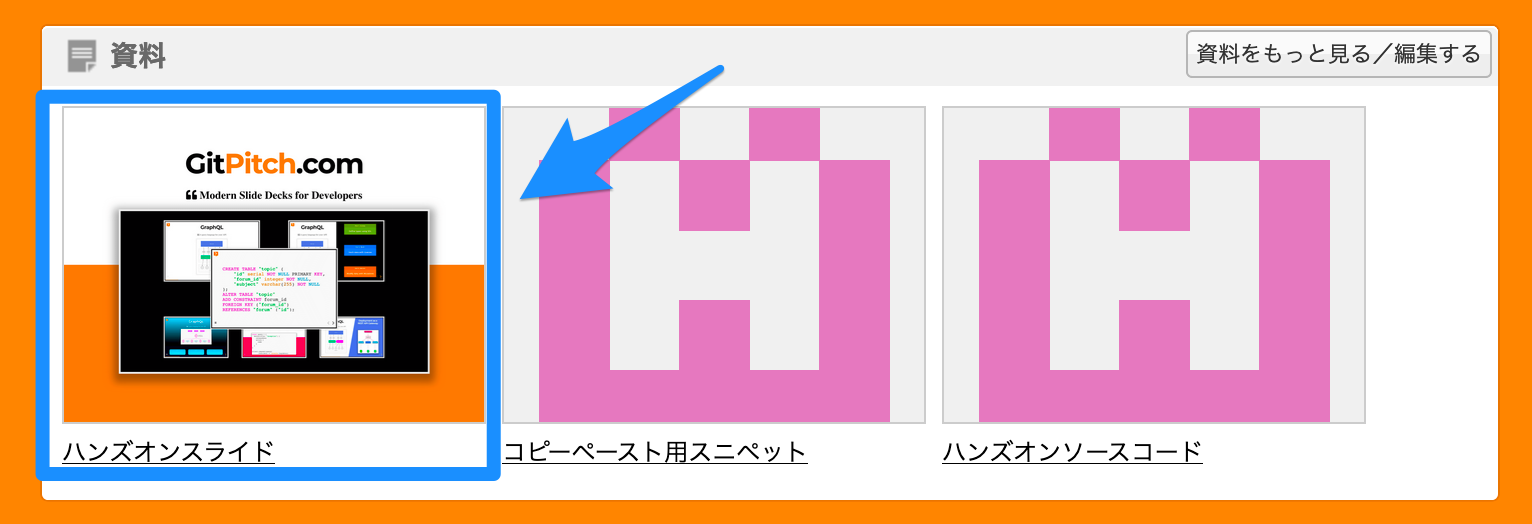 資料
資料をもっと見る／編集する
GitPitch.com
Modern Slide Decks for Developers
GraphQL
GraphQL
CREATE TABLE "topic" (
"id" serial NOT NULL PRIMARY KEY,
"forum_id" integer NOT NULL,
"subject" varchar(255) NOT NULL
);
ALTER TABLE "topic"
ADD CONSTRAINT forum_id
FOREIGN KEY ("forum_id")
REFERENCES "forum" ("id");
ハンズオンスライド
コピーペースト用スニペット
ハンズオンソースコード